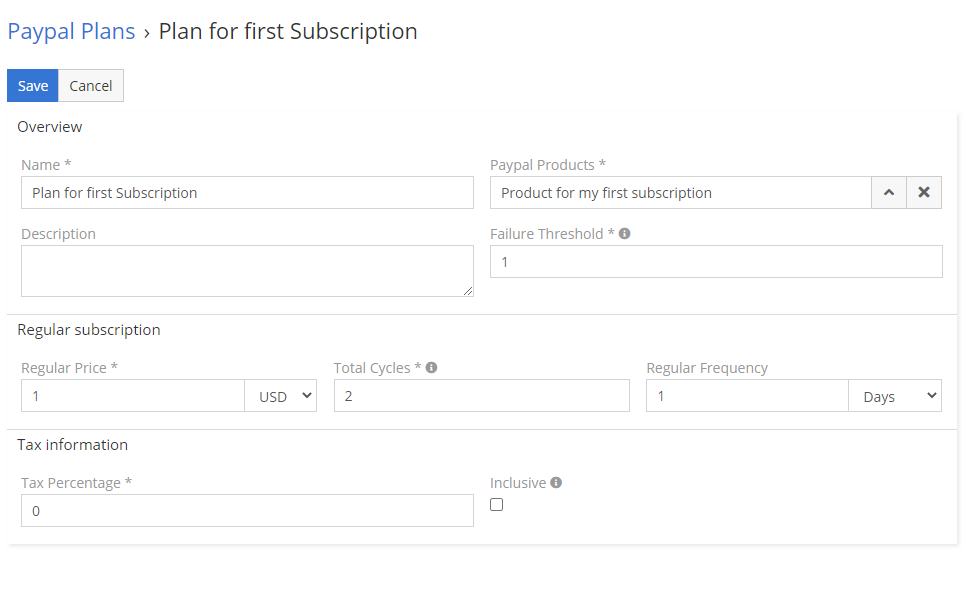 Paypal Plans › Plan for first Subscription
Save Cancel
Overview
Name * Paypal Products *
Plan for first Subscription Product for my first subscription
Description Failure Threshold *
1
Regular subscription
Regular Price * Total Cycles * Regular Frequency
1 USD 2 1 Days
Tax information
Tax Percentage * Inclusive
0